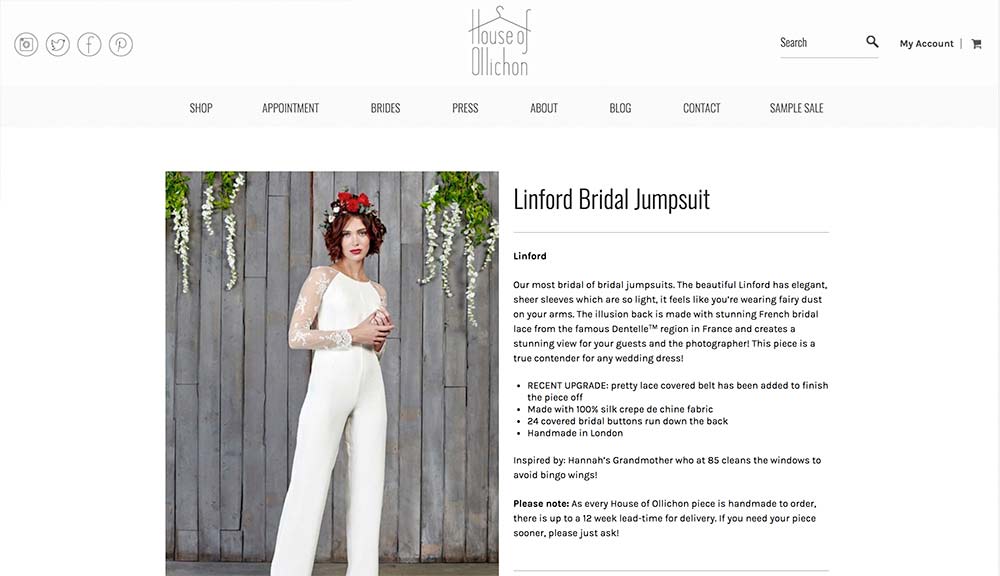 House of
Ollichon
Search
My Account |
SHOP APPOINTMENT BRIDES PRESS ABOUT BLOG CONTACT SAMPLE SALE
Linford Bridal Jumpsuit
Linford
Our most bridal of bridal jumpsuits. The beautiful Linford has elegant,
sheer sleeves which are so light, it feels like you're wearing fairy dust
on your arms. The illusion back is made with stunning French bridal
lace from the famous Dentelle™ region in France and creates a
stunning view for your guests and the photographer! This piece is a
true contender for any wedding dress!
• RECENT UPGRADE: pretty lace covered belt has been added to finish
the piece off
• Made with 100% silk crepe de chine fabric
• 24 covered bridal buttons run down the back
• Handmade in London
Inspired by: Hannah's Grandmother who at 85 cleans the windows to
avoid bingo wings!
Please note: As every House of Ollichon piece is handmade to order,
there is up to a 12 week lead-time for delivery. If you need your piece
sooner, please just ask!